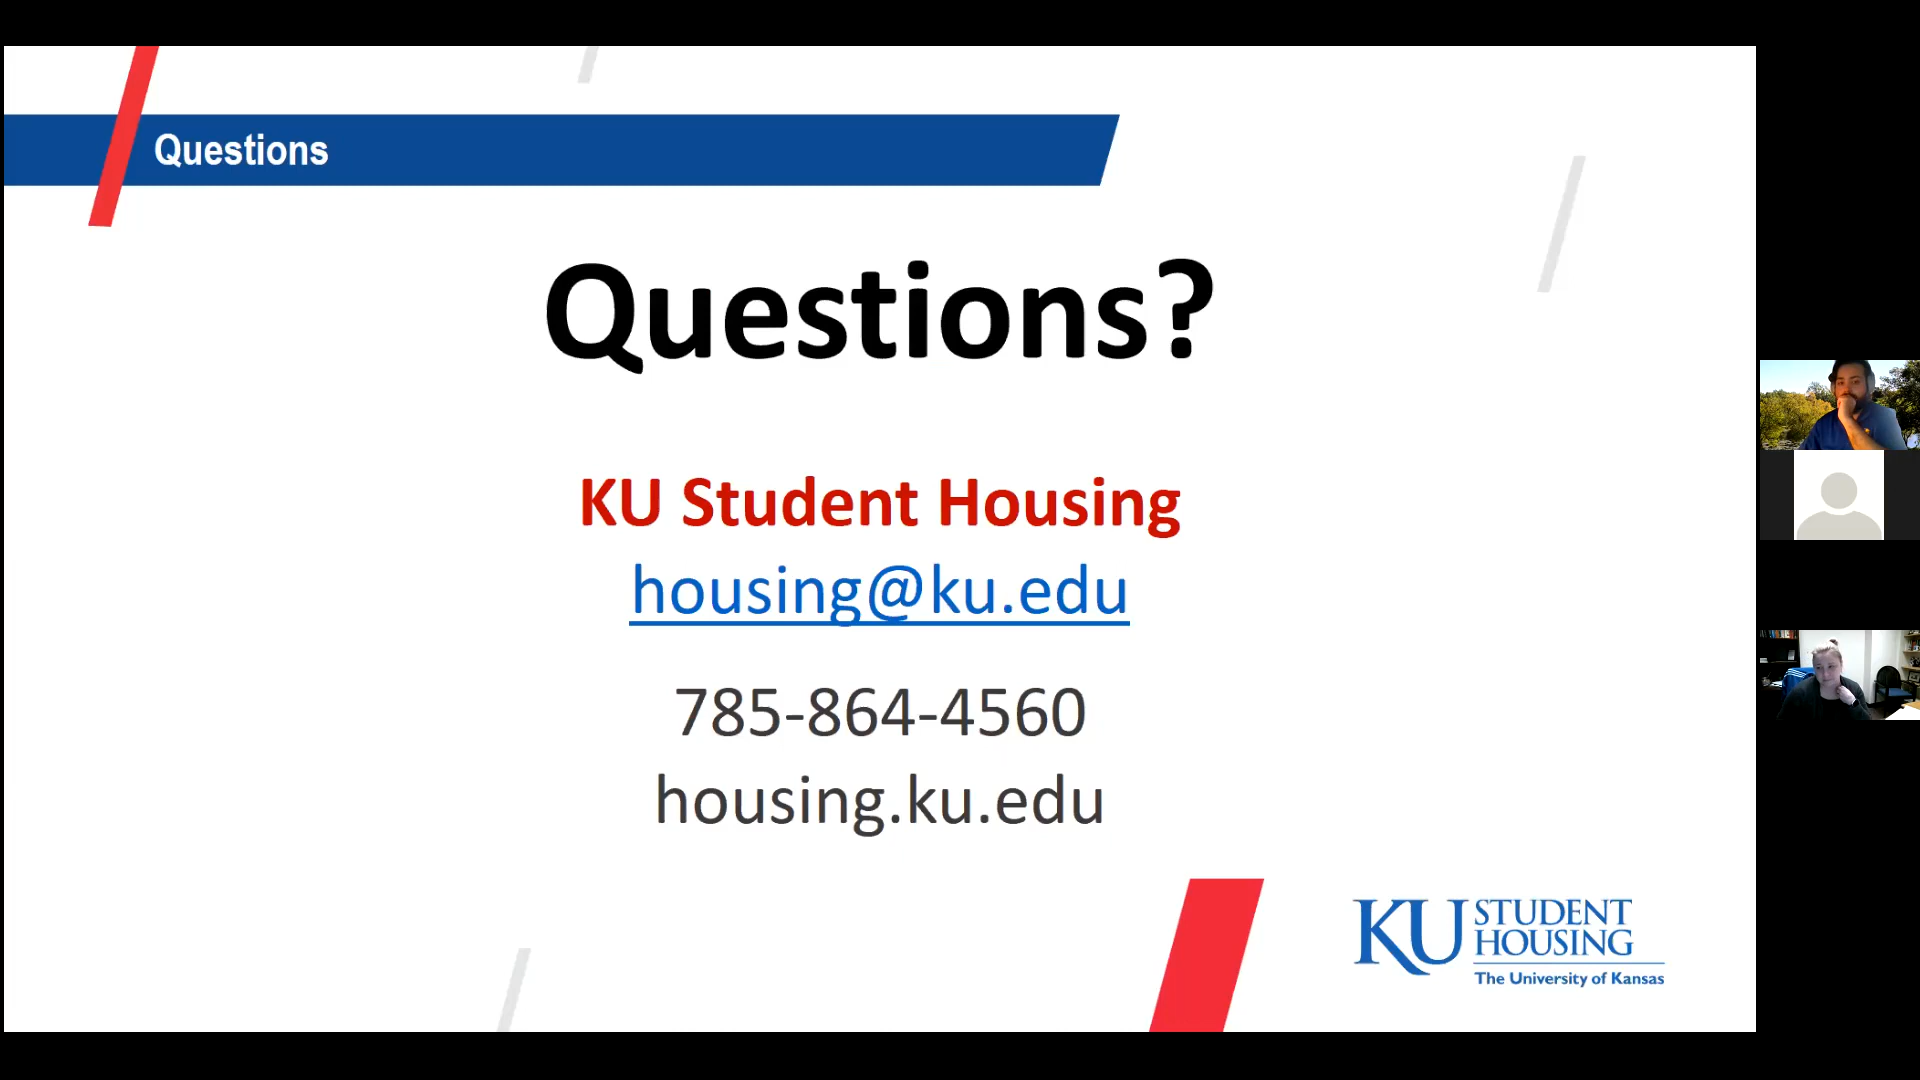 Questions
Questions?
KU Student Housing
housing@ku.edu
785-864-4560
housing.ku.edu
KU STUDENT HOUSING
The University of Kansas